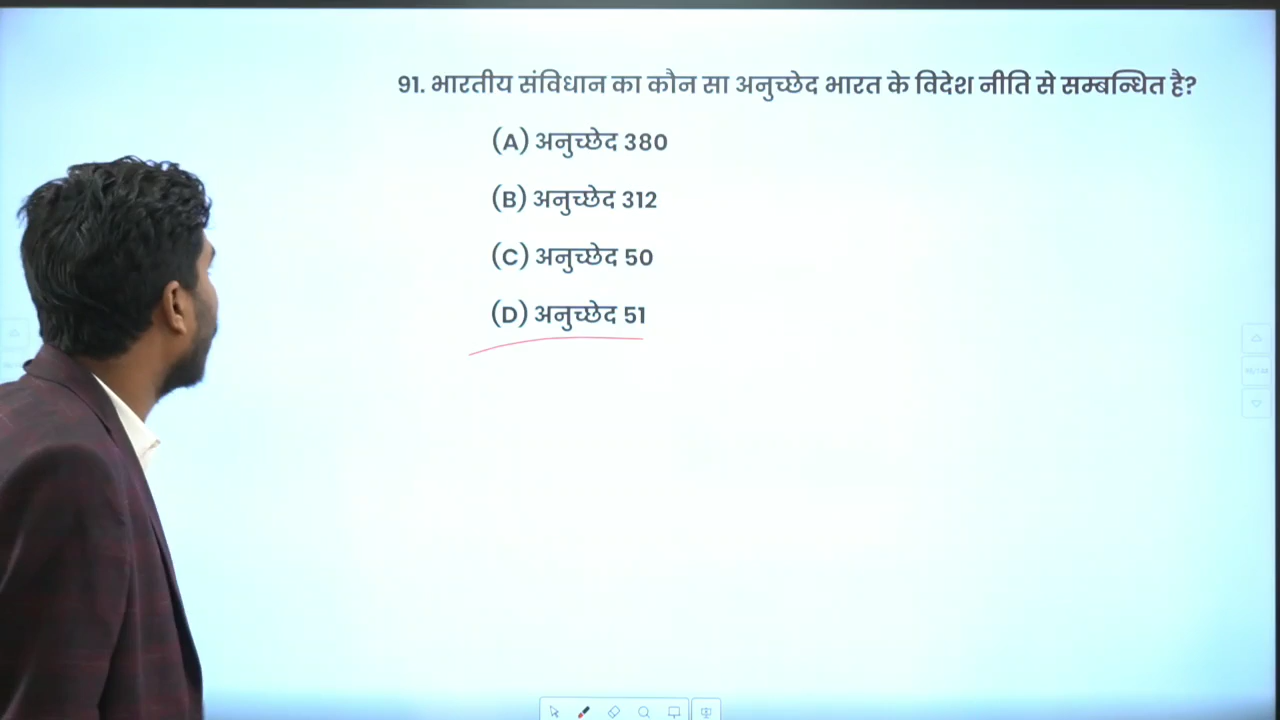 91. भारतीय संविधान का कौन सा अनुच्छेद भारत के विदेश नीति से सम्बन्धित है?
(A) अनुच्छेद 380
(B) अनुच्छेद 312
(C) अनुच्छेद 50
(D) अनुच्छेद 51